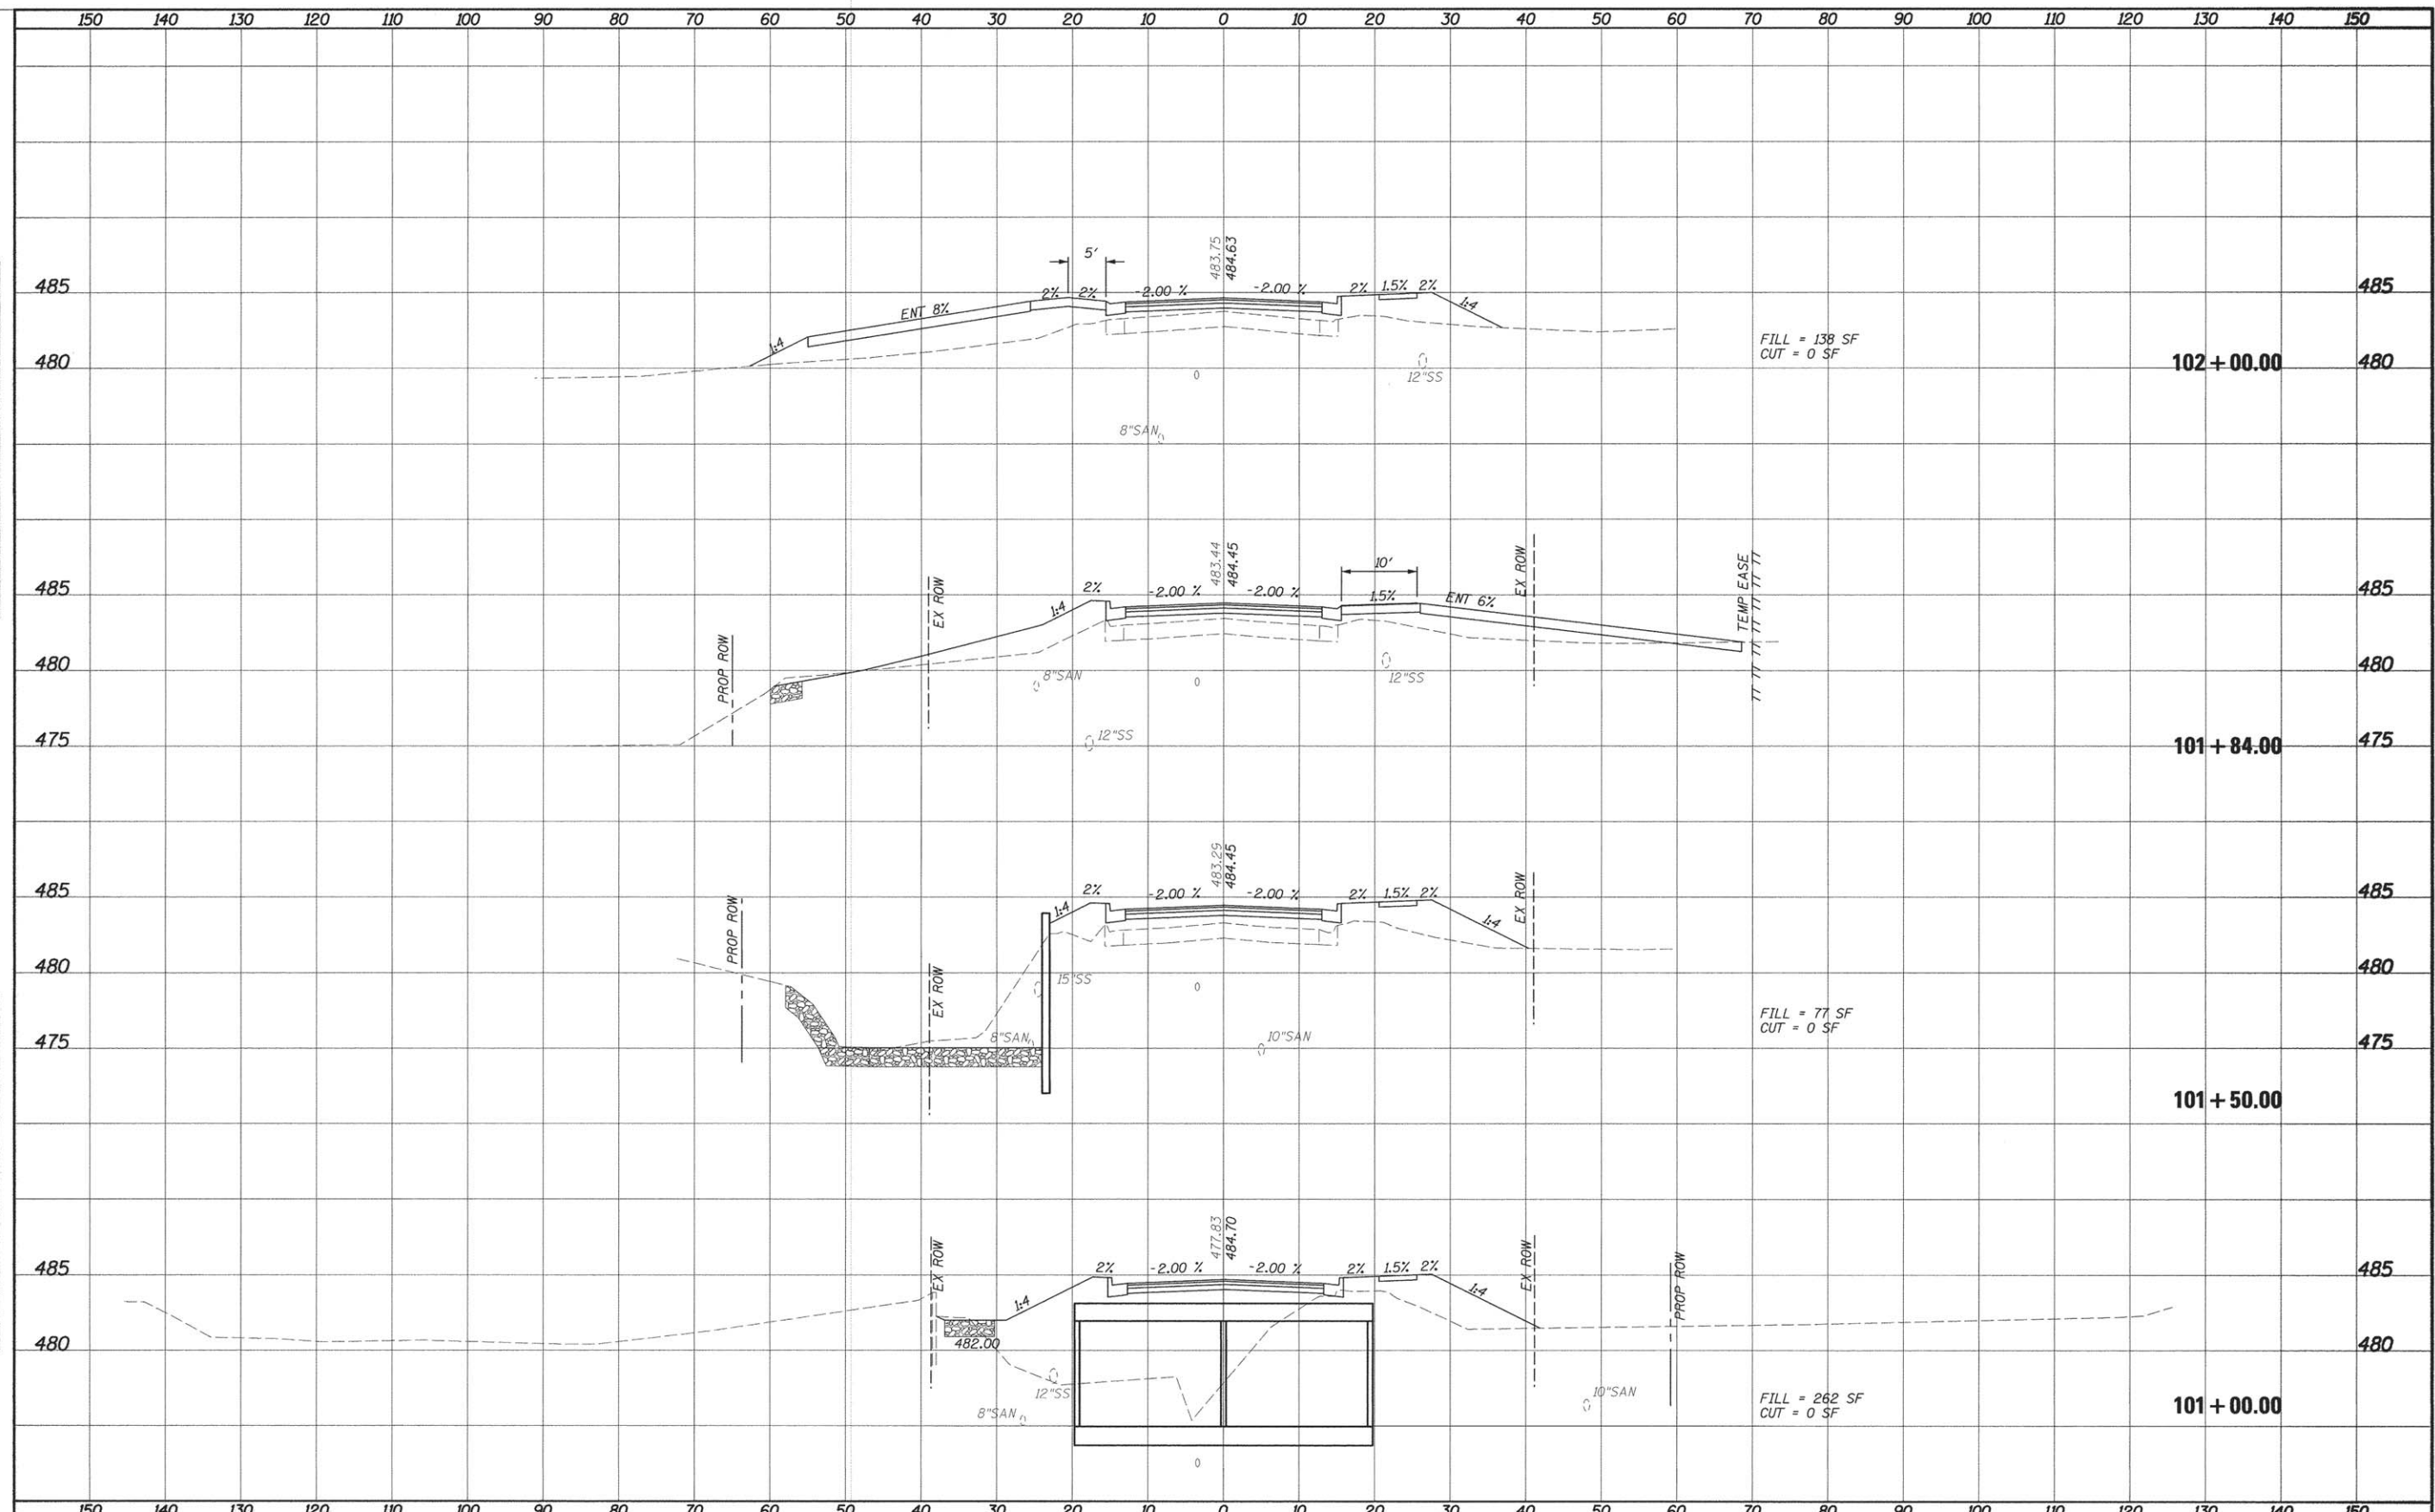 150 140 130 120 110 100 90 80 70 60 50 40 30 20 10 0 10 20 30 40 50 60 70 80 90 100 110 120 130 140 150
483.75
484.63
5'
485 2% 2% -2.00 % -2.00 % 2% 1.5% 2% 485
ENT 8% 1:4
1:4
FILL = 138 SF
CUT = 0 SF
480 0 12"SS 102+00.00 480
8"SAN
483.44
484.45
10'
EX ROW
EX ROW
TEMP EASE
485 1:4 2% -2.00 % -2.00 % 1.5% ENT 6% 485
PROP ROW
480 8"SAN 0 12"SS 480
475 12"SS 101+84.00 475
483.29
484.45
485 1:4 2% -2.00 % -2.00 % 2% 1.5% 2% 1:4 485
PROP ROW
EX ROW
EX ROW
480 15"SS 0 480
FILL = 77 SF
CUT = 0 SF
475 8"SAN 10"SAN 475
101+50.00
477.83
484.70
EX ROW
EX ROW
PROP ROW
485 1:4 2% -2.00 % -2.00 % 2% 1.5% 2% 1:4 485
480 482.00 480
12"SS
8"SAN
10"SAN
FILL = 262 SF
CUT = 0 SF
101+00.00
0
150 140 130 120 110 100 90 80 70 60 50 40 30 20 10 0 10 20 30 40 50 60 70 80 90 100 110 120 130 140 150